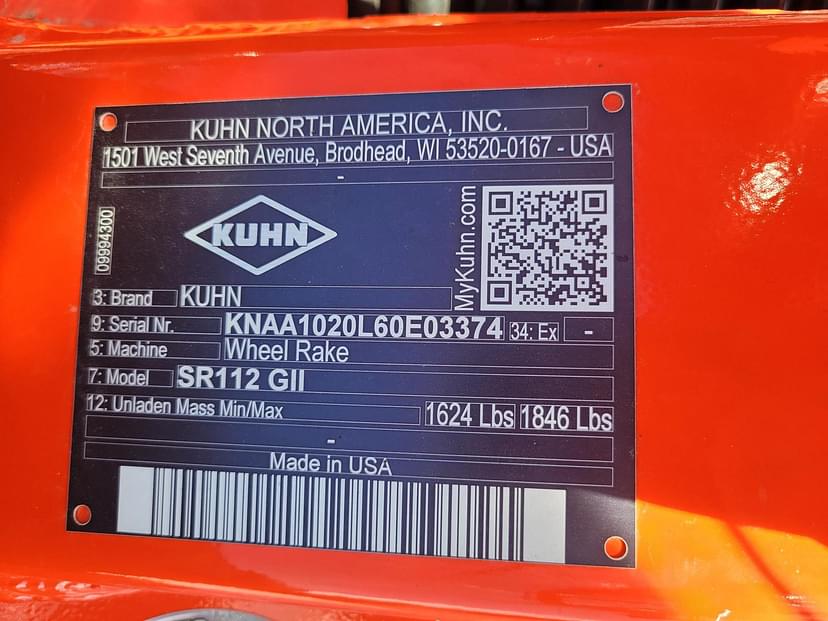 KUHN NORTH AMERICA, INC.
1501 West Seventh Avenue, Brodhead, WI 53520-0167 - USA
-
09994300
KUHN
MyKuhn.com
3: Brand KUHN
9: Serial Nr. KNAA1020L60E03374 34: Ex -
5: Machine Wheel Rake
7: Model SR112 GII
12: Unladen Mass Min/Max 1624 Lbs 1846 Lbs
-
Made in USA